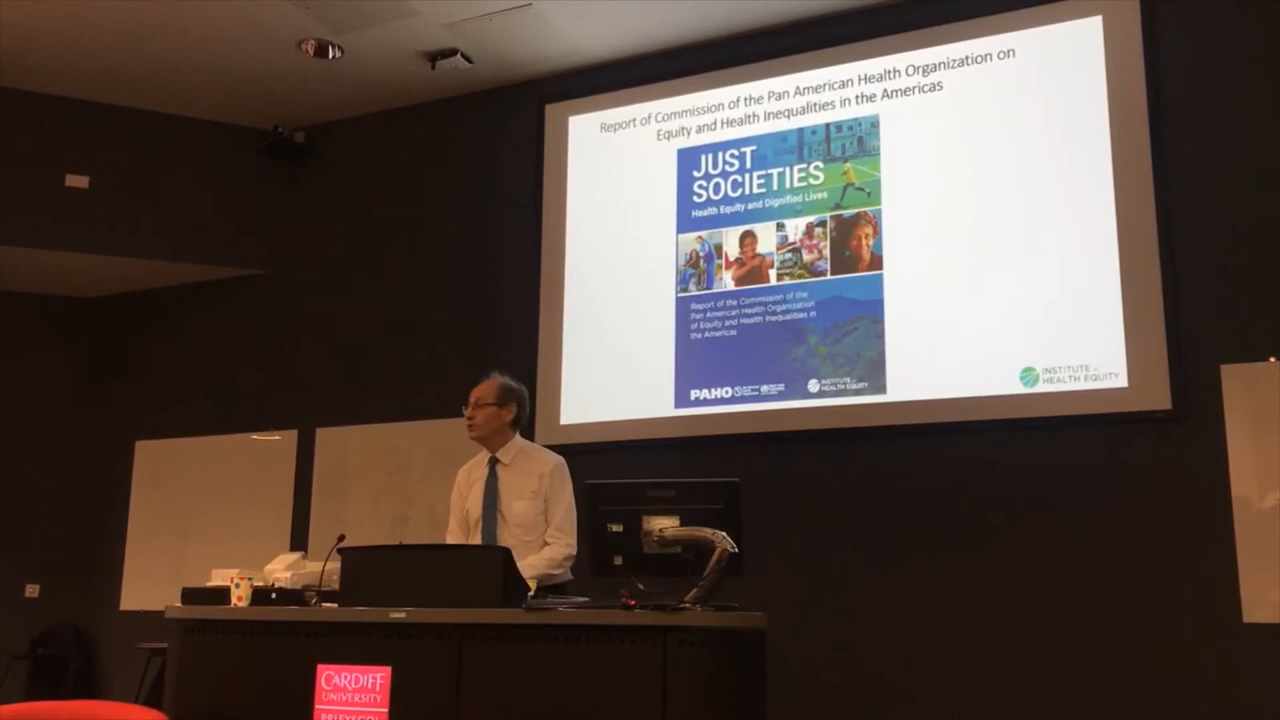 Report of Commission of the Pan American Health Organization on
Equity and Health Inequalities in the Americas
JUST
SOCIETIES
Health Equity and Dignified Lives
Report of the Commission of the
Pan American Health Organization
of Equity and Health Inequalities in
the Americas
PAHO
INSTITUTE of
HEALTH EQUITY
INSTITUTE of
HEALTH EQUITY
CARDIFF
UNIVERSITY
PRIFYSGOL